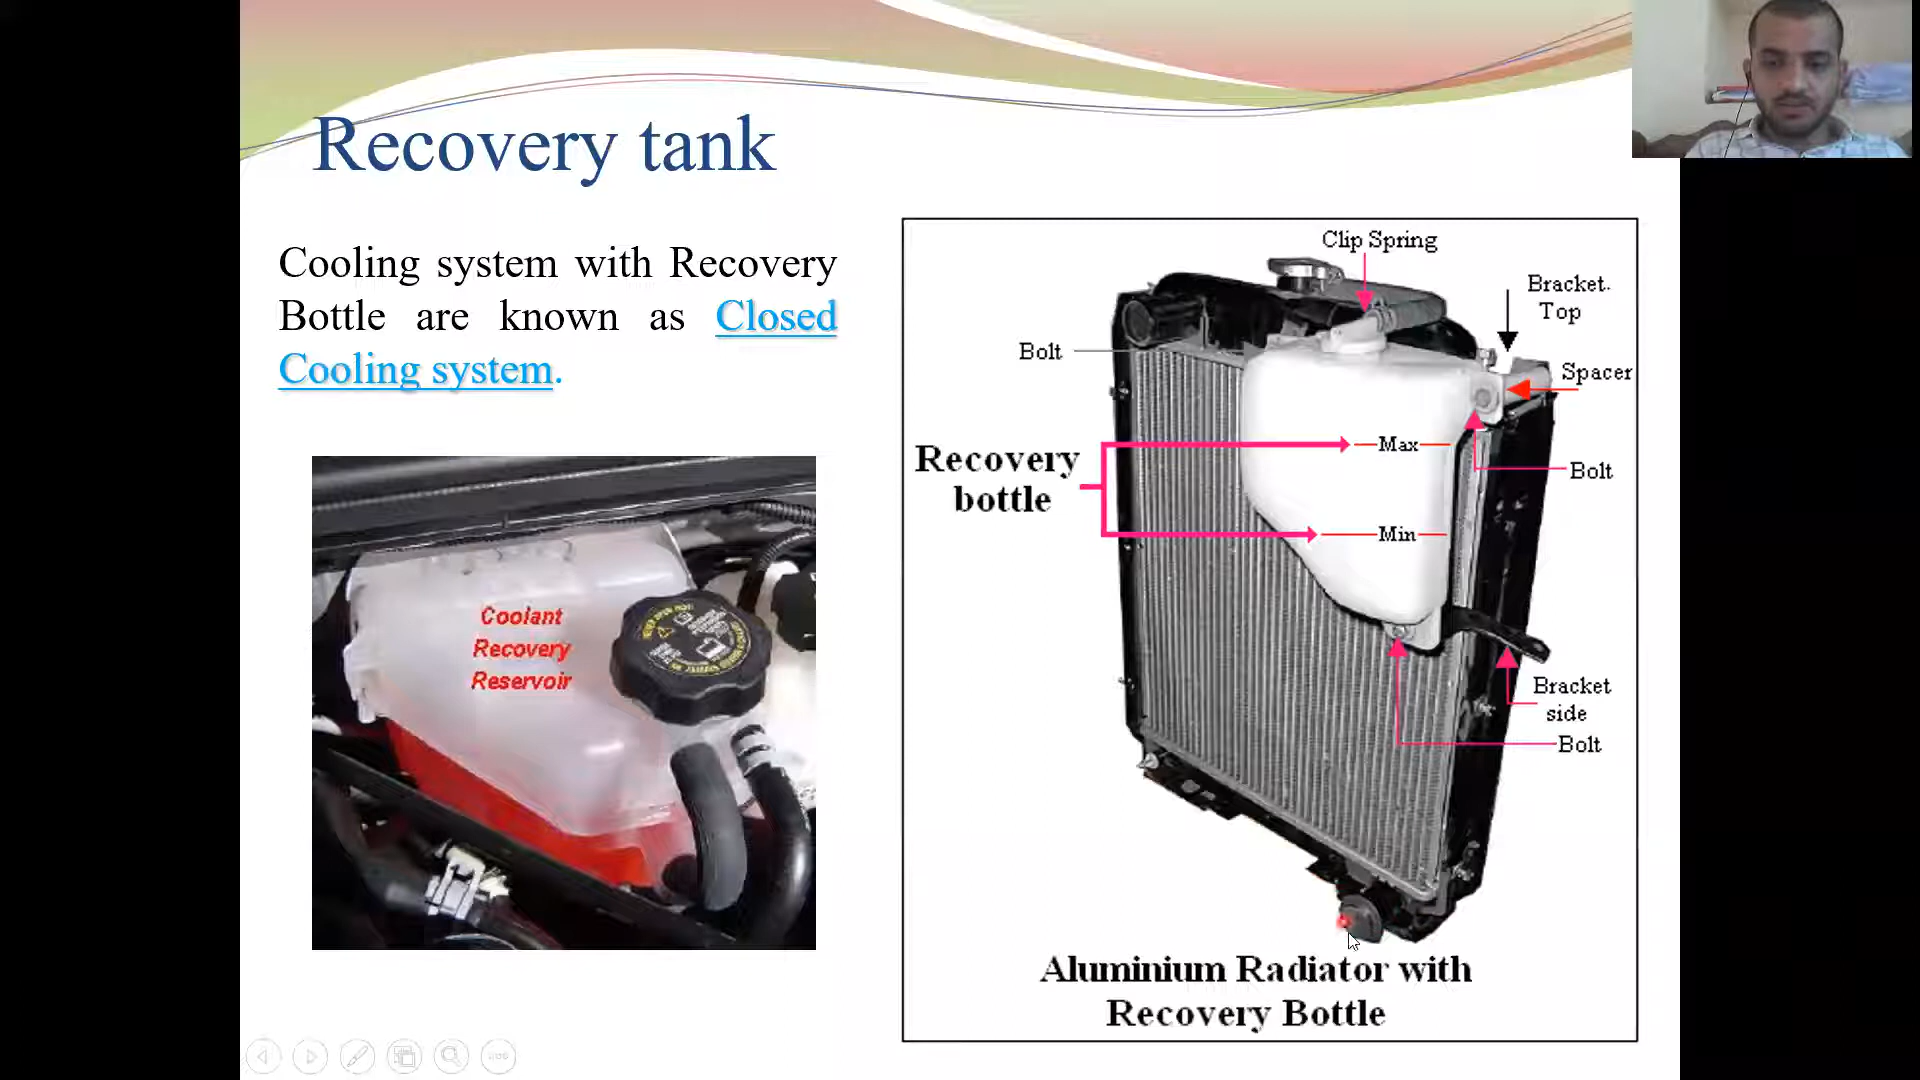 Recovery tank
Cooling system with Recovery
Bottle are known as Closed
Cooling system.
Coolant
Recovery
Reservoir
Clip Spring
Bracket.
Top
Bolt
Spacer
Max
Recovery
bottle
Bolt
Min
Bracket
side
Bolt
Aluminium Radiator with
Recovery Bottle